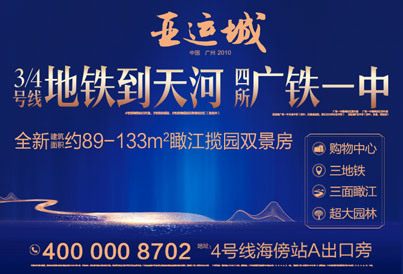 亚运城
中国 广州 2010
3/4号线 地铁到天河 四所 广铁一中
全新建筑面积约89-133m²瞰江揽园双景房
购物中心
三地铁
三面瞰江
超大园林
400 000 8702 地址: 4号线海傍站A出口旁